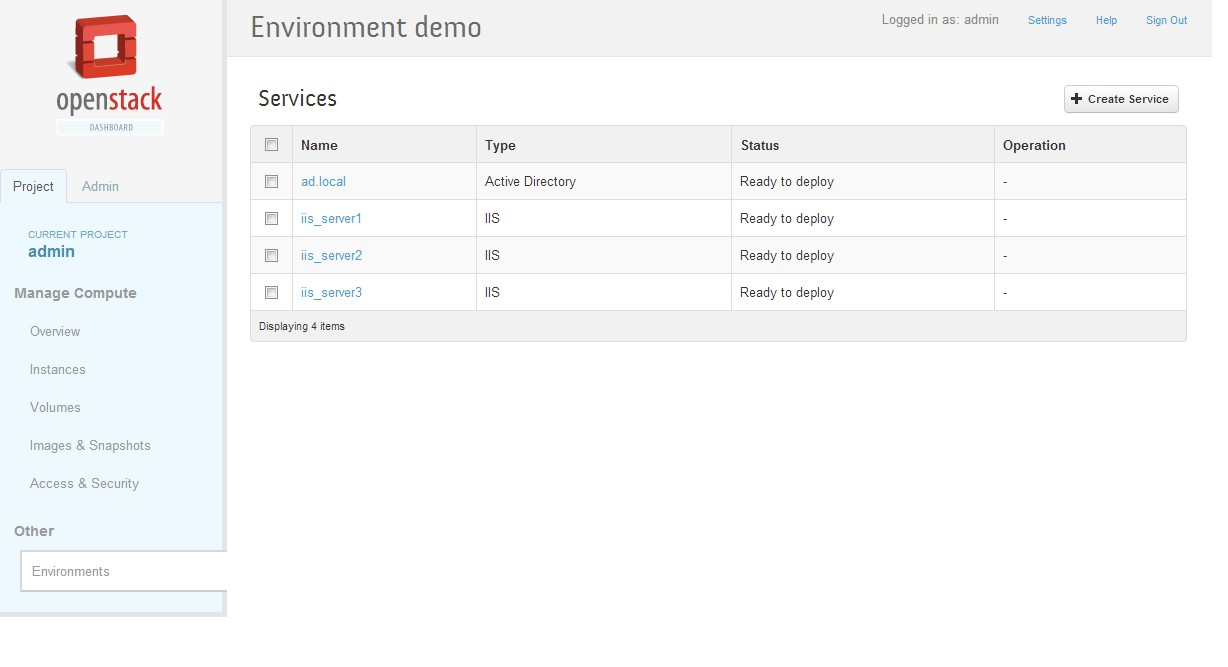 openstack
DASHBOARD
Environment demo
Logged in as: admin Settings Help Sign Out
Project Admin
CURRENT PROJECT
admin
Manage Compute
Overview
Instances
Volumes
Images & Snapshots
Access & Security
Other
Environments
Services
Create Service
Name Type Status Operation
ad.local Active Directory Ready to deploy -
iis_server1 IIS Ready to deploy -
iis_server2 IIS Ready to deploy -
iis_server3 IIS Ready to deploy -
Displaying 4 items